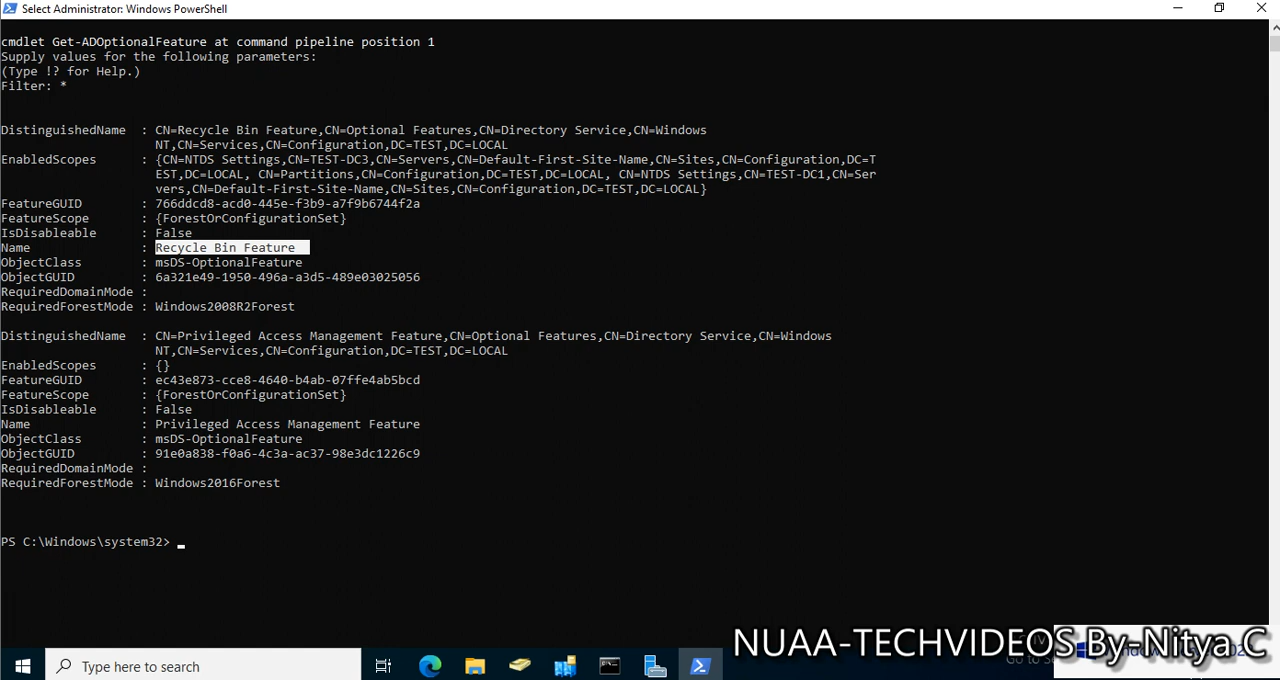 Select Administrator: Windows PowerShell
cmdlet Get-ADOptionalFeature at command pipeline position 1
Supply values for the following parameters:
(Type !? for Help.)
Filter: *
DistinguishedName  : CN=Recycle Bin Feature,CN=Optional Features,CN=Directory Service,CN=Windows
NT,CN=Services,CN=Configuration,DC=TEST,DC=LOCAL
EnabledScopes      : {CN=NTDS Settings,CN=TEST-DC3,CN=Servers,CN=Default-First-Site-Name,CN=Sites,CN=Configuration,DC=T
EST,DC=LOCAL, CN=Partitions,CN=Configuration,DC=TEST,DC=LOCAL, CN=NTDS Settings,CN=TEST-DC1,CN=Ser
vers,CN=Default-First-Site-Name,CN=Sites,CN=Configuration,DC=TEST,DC=LOCAL}
FeatureGUID        : 766ddcd8-acd0-445e-f3b9-a7f9b6744f2a
FeatureScope       : {ForestOrConfigurationSet}
IsDisableable      : False
Name               : Recycle Bin Feature
ObjectClass        : msDS-OptionalFeature
ObjectGUID         : 6a321e49-1950-496a-a3d5-489e03025056
RequiredDomainMode :
RequiredForestMode : Windows2008R2Forest
DistinguishedName  : CN=Privileged Access Management Feature,CN=Optional Features,CN=Directory Service,CN=Windows
NT,CN=Services,CN=Configuration,DC=TEST,DC=LOCAL
EnabledScopes      : {}
FeatureGUID        : ec43e873-cce8-4640-b4ab-07ffe4ab5bcd
FeatureScope       : {ForestOrConfigurationSet}
IsDisableable      : False
Name               : Privileged Access Management Feature
ObjectClass        : msDS-OptionalFeature
ObjectGUID         : 91e0a838-f0a6-4c3a-ac37-98e3dc1226c9
RequiredDomainMode :
RequiredForestMode : Windows2016Forest
PS C:\Windows\system32>
NUAA-TECHVIDEOS By-Nitya C
Type here to search